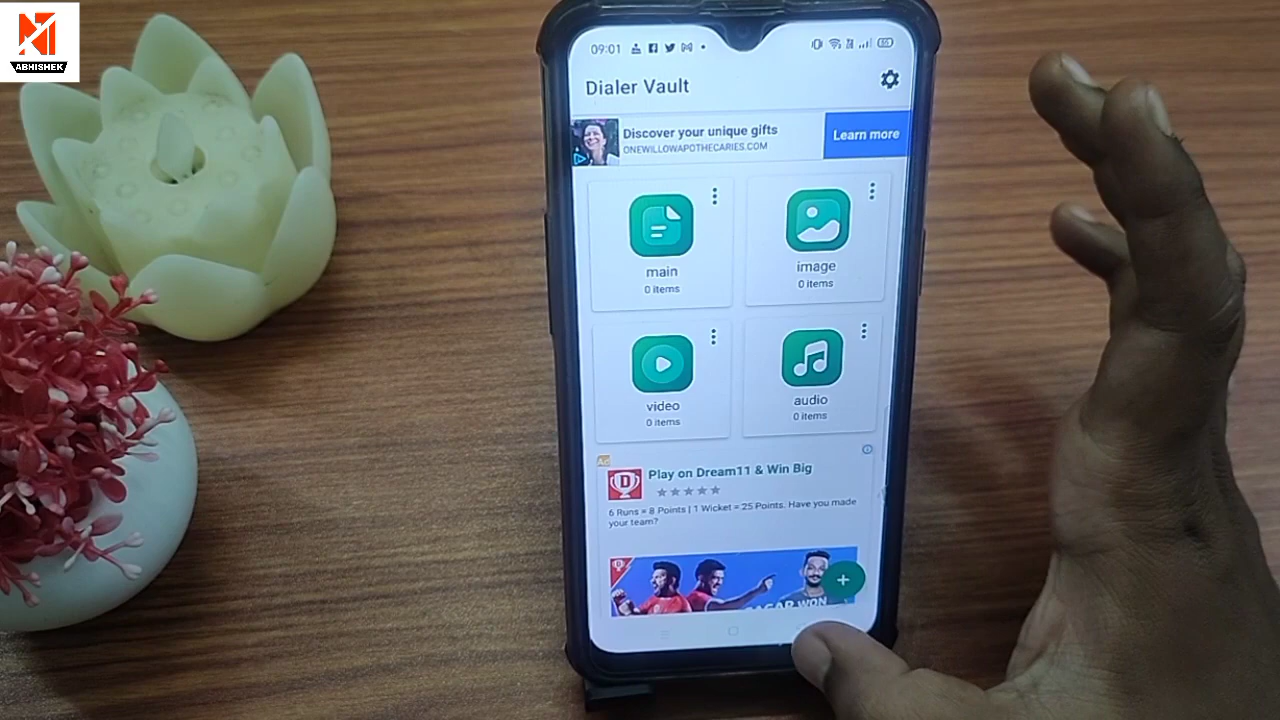 ABHISHEK
09:01
Dialer Vault
Discover your unique gifts
ONEWILLOWAPOTHECARIES.COM
Learn more
main
0 items
image
0 items
video
0 items
audio
0 items
Ad
D
Play on Dream11 & Win Big
6 Runs = 8 Points | 1 Wicket = 25 Points. Have you made
your team?
WON